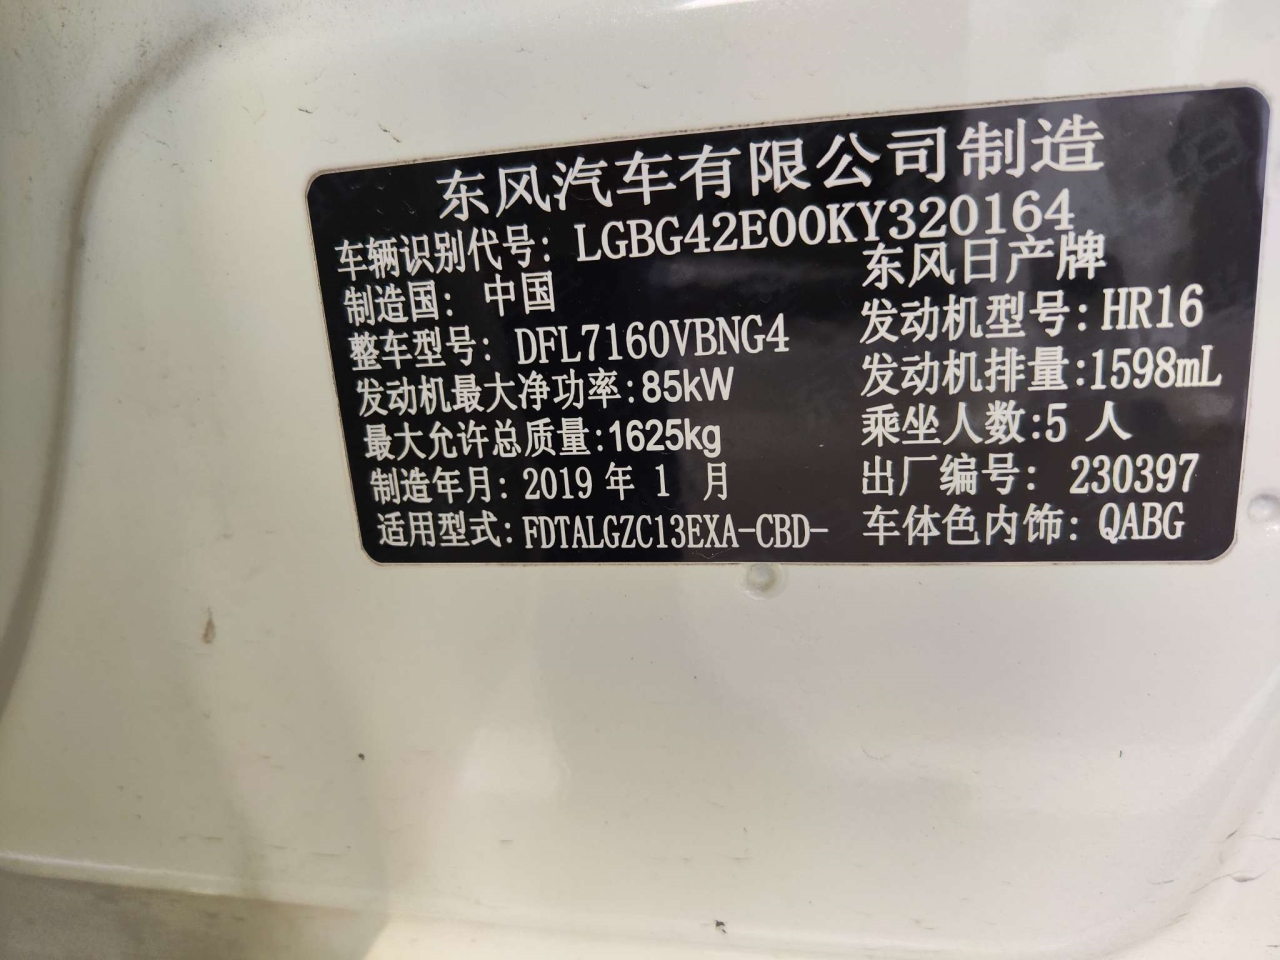 东风汽车有限公司制造
车辆识别代号: LGBG42E00KY320164
制造国: 中国 东风日产牌
整车型号: DFL7160VBNG4 发动机型号: HR16
发动机最大净功率:85kW 发动机排量:1598mL
最大允许总质量:1625kg 乘坐人数:5 人
制造年月: 2019 年 1 月 出厂编号: 230397
适用型式: FDTALGZC13EXA-CBD- 车体色内饰: QABG